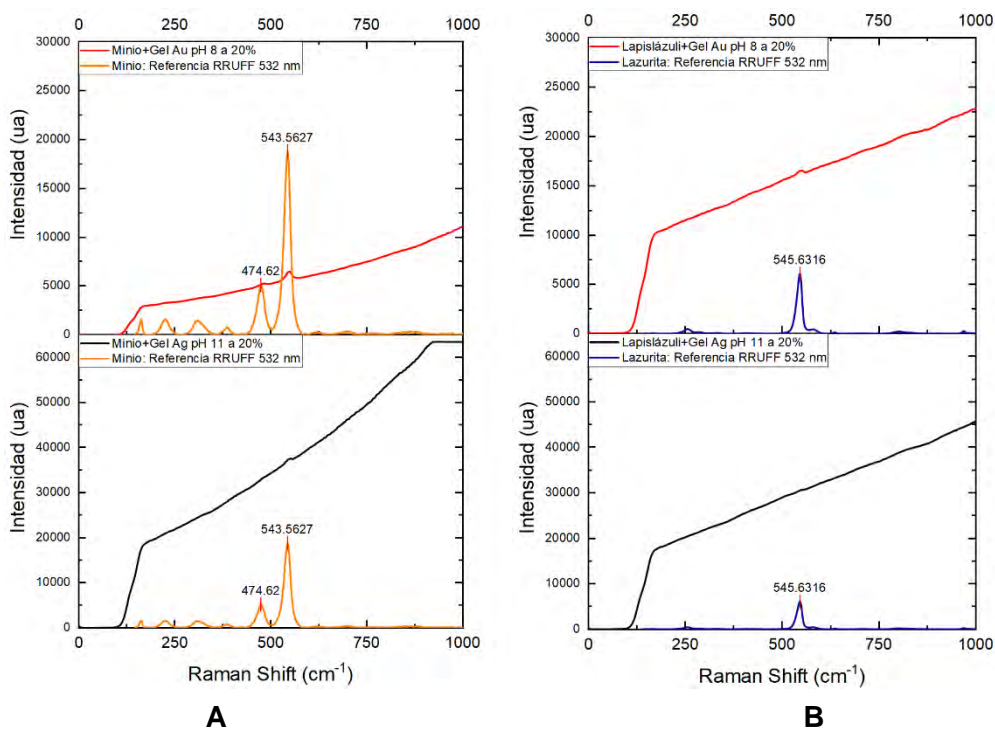 0 250 500 750 1000
30000
25000
20000
15000
10000
5000
0
Intensidad (ua)
Minio+Gel Au pH 8 a 20%
Minio: Referencia RRUFF 532 nm
543.5627
474.62
60000
50000
40000
30000
20000
10000
0
Intensidad (ua)
Minio+Gel Ag pH 11 a 20%
Minio: Referencia RRUFF 532 nm
543.5627
474.62
0 250 500 750 1000
Raman Shift (cm-1)
A
0 250 500 750 1000
30000
25000
20000
15000
10000
5000
0
Intensidad (ua)
Lapislázuli+Gel Au pH 8 a 20%
Lazurita: Referencia RRUFF 532 nm
545.6316
60000
50000
40000
30000
20000
10000
0
Intensidad (ua)
Lapislázuli+Gel Ag pH 11 a 20%
Lazurita: Referencia RRUFF 532 nm
545.6316
0 250 500 750 1000
Raman Shift (cm-1)
B